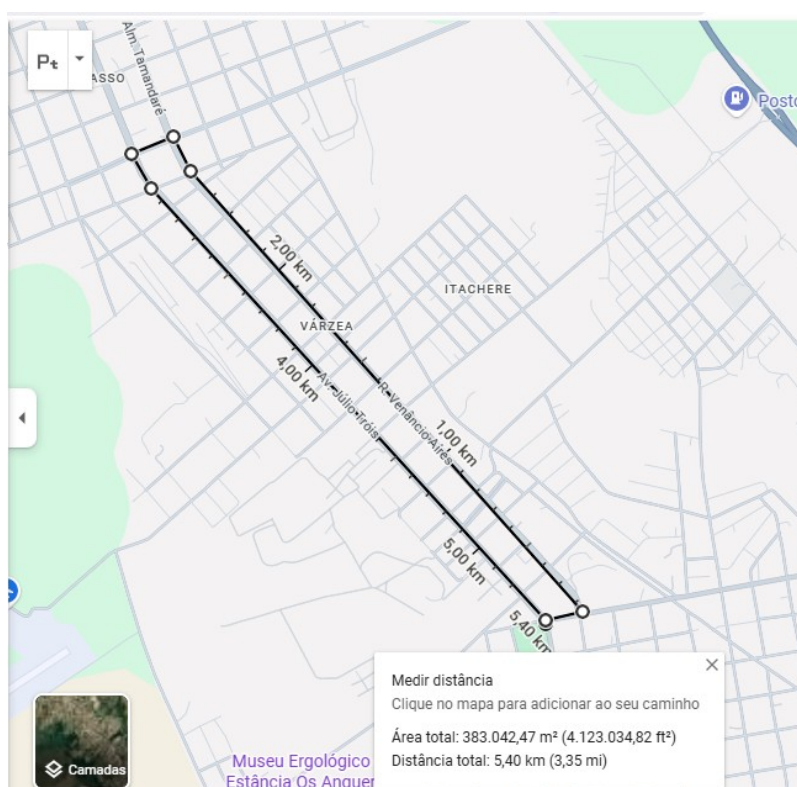 Pŧ
ASSO
Alm. Tamandaré
Posto
2,00 km
ITACHERE
VÁRZEA
4,00 km
Av. Júlio Tróis
R. Venâncio Aires
1,00 km
5,00 km
5,40 km
Medir distância
Clique no mapa para adicionar ao seu caminho
Área total: 383.042,47 m² (4.123.034,82 ft²)
Distância total: 5,40 km (3,35 mi)
Camadas
Museu Ergológico
Estância Os Anguer